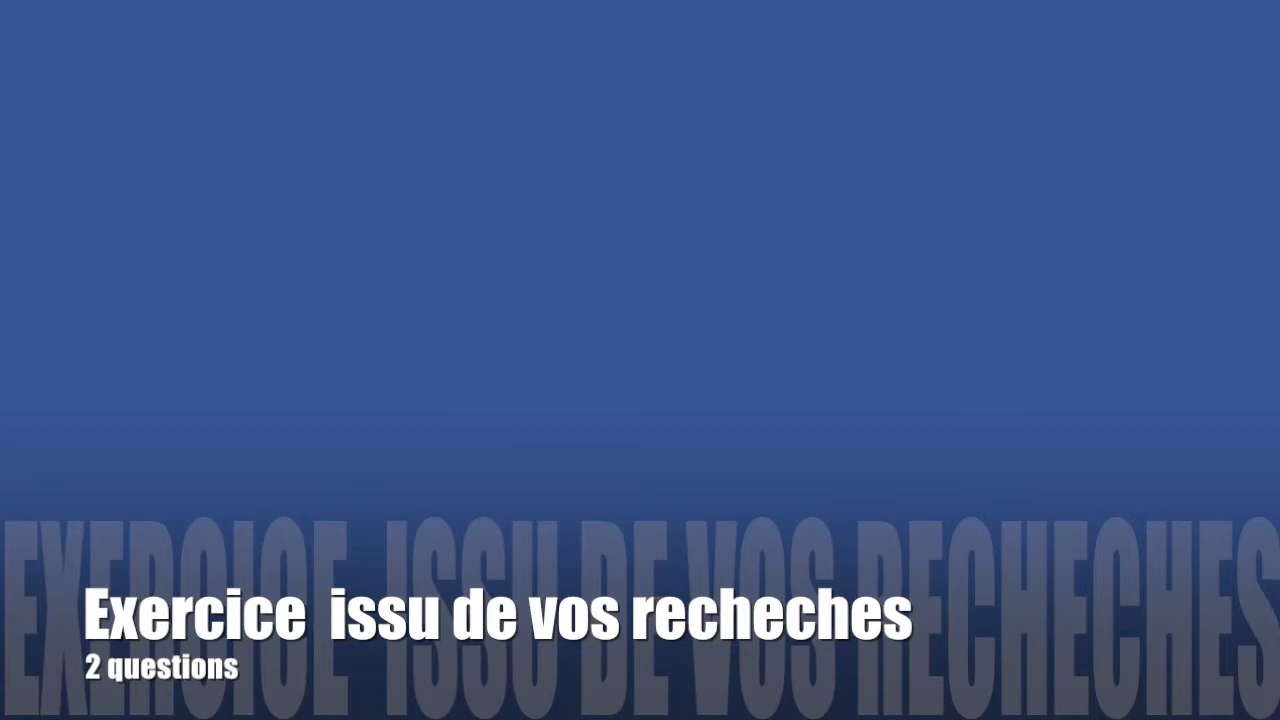 EXERCICE ISSU DE VOS RECHECHES
Exercice issu de vos recheches
2 questions